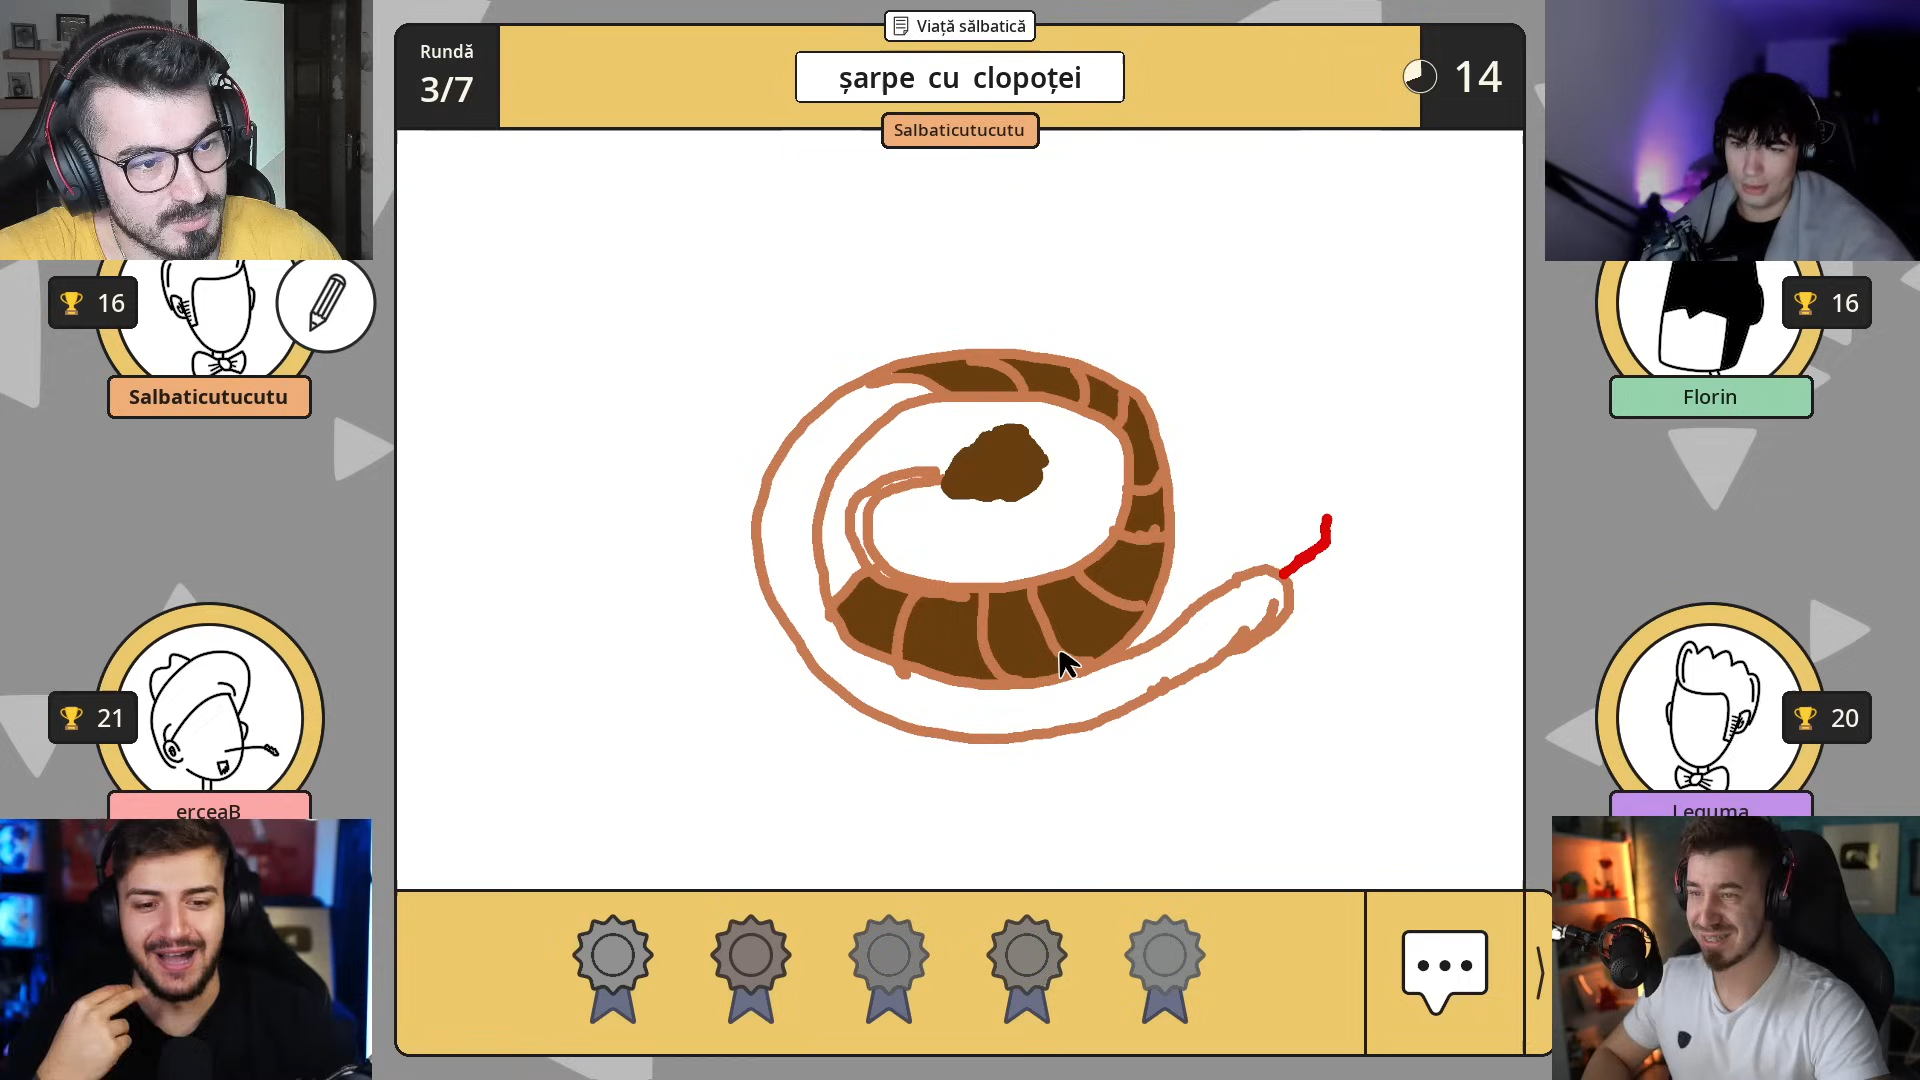 Viață sălbatică
Rundă
3/7
șarpe cu clopoței
14
Salbaticutucutu
16
Salbaticutucutu
16
Florin
21
erceaB
20
Leguma